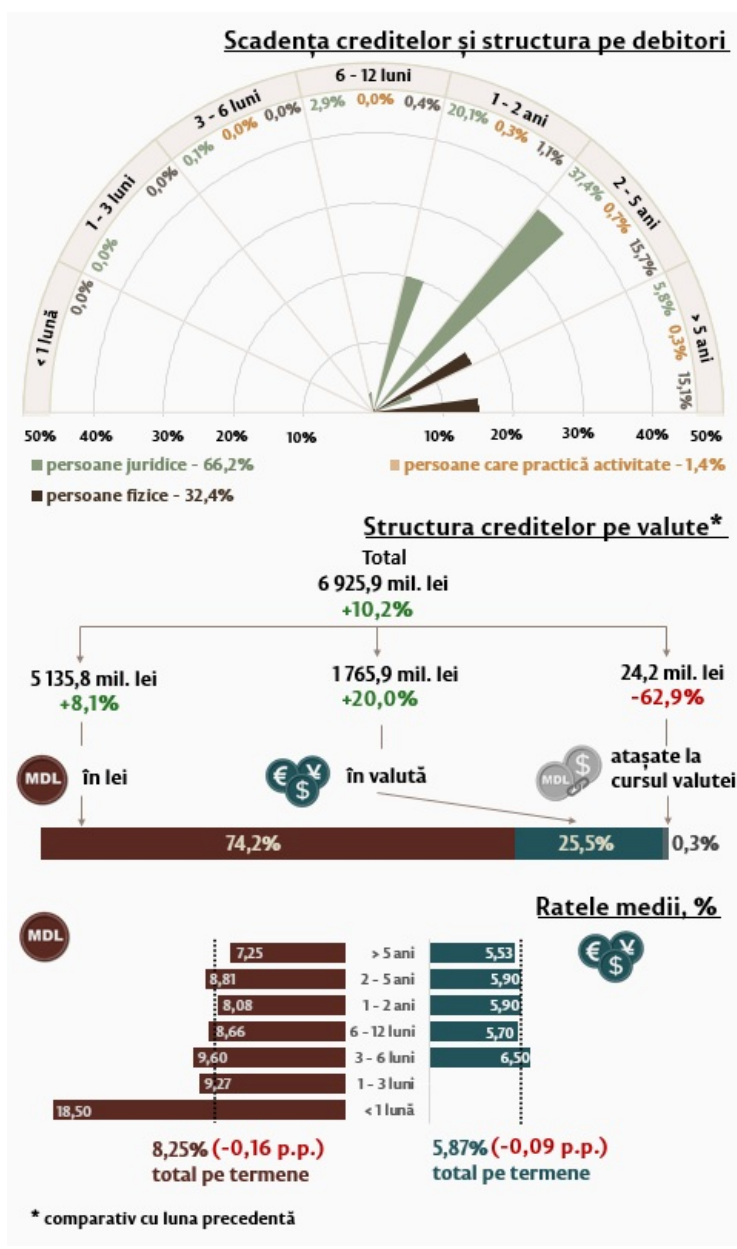 Scadența creditelor și structura pe debitori
< 1 lună
0,0%
1 - 3 luni
0,0%
0,0%
3 - 6 luni
0,1%
0,0%
0,0%
6 - 12 luni
2,9%
0,0%
0,4%
1 - 2 ani
20,1%
0,3%
1,1%
2 - 5 ani
37,4%
0,7%
15,7%
> 5 ani
5,8%
0,3%
15,1%
50% 40% 30% 20% 10% 10% 20% 30% 40% 50%
persoane juridice - 66,2%
persoane care practică activitate - 1,4%
persoane fizice - 32,4%
Structura creditelor pe valute*
Total
6 925,9 mil. lei
+10,2%
5 135,8 mil. lei
+8,1%
1 765,9 mil. lei
+20,0%
24,2 mil. lei
-62,9%
MDL
în lei
€ ¥ $
în valută
MDL $
atașate la
cursul valutei
74,2% 25,5% 0,3%
Ratele medii, %
MDL
€ ¥ $
7,25 > 5 ani 5,53
8,81 2 - 5 ani 5,90
8,08 1 - 2 ani 5,90
8,66 6 - 12 luni 5,70
9,60 3 - 6 luni 6,50
9,27 1 - 3 luni
18,50 < 1 lună
8,25% (-0,16 p.p.)
total pe termene
5,87% (-0,09 p.p.)
total pe termene
* comparativ cu luna precedentă